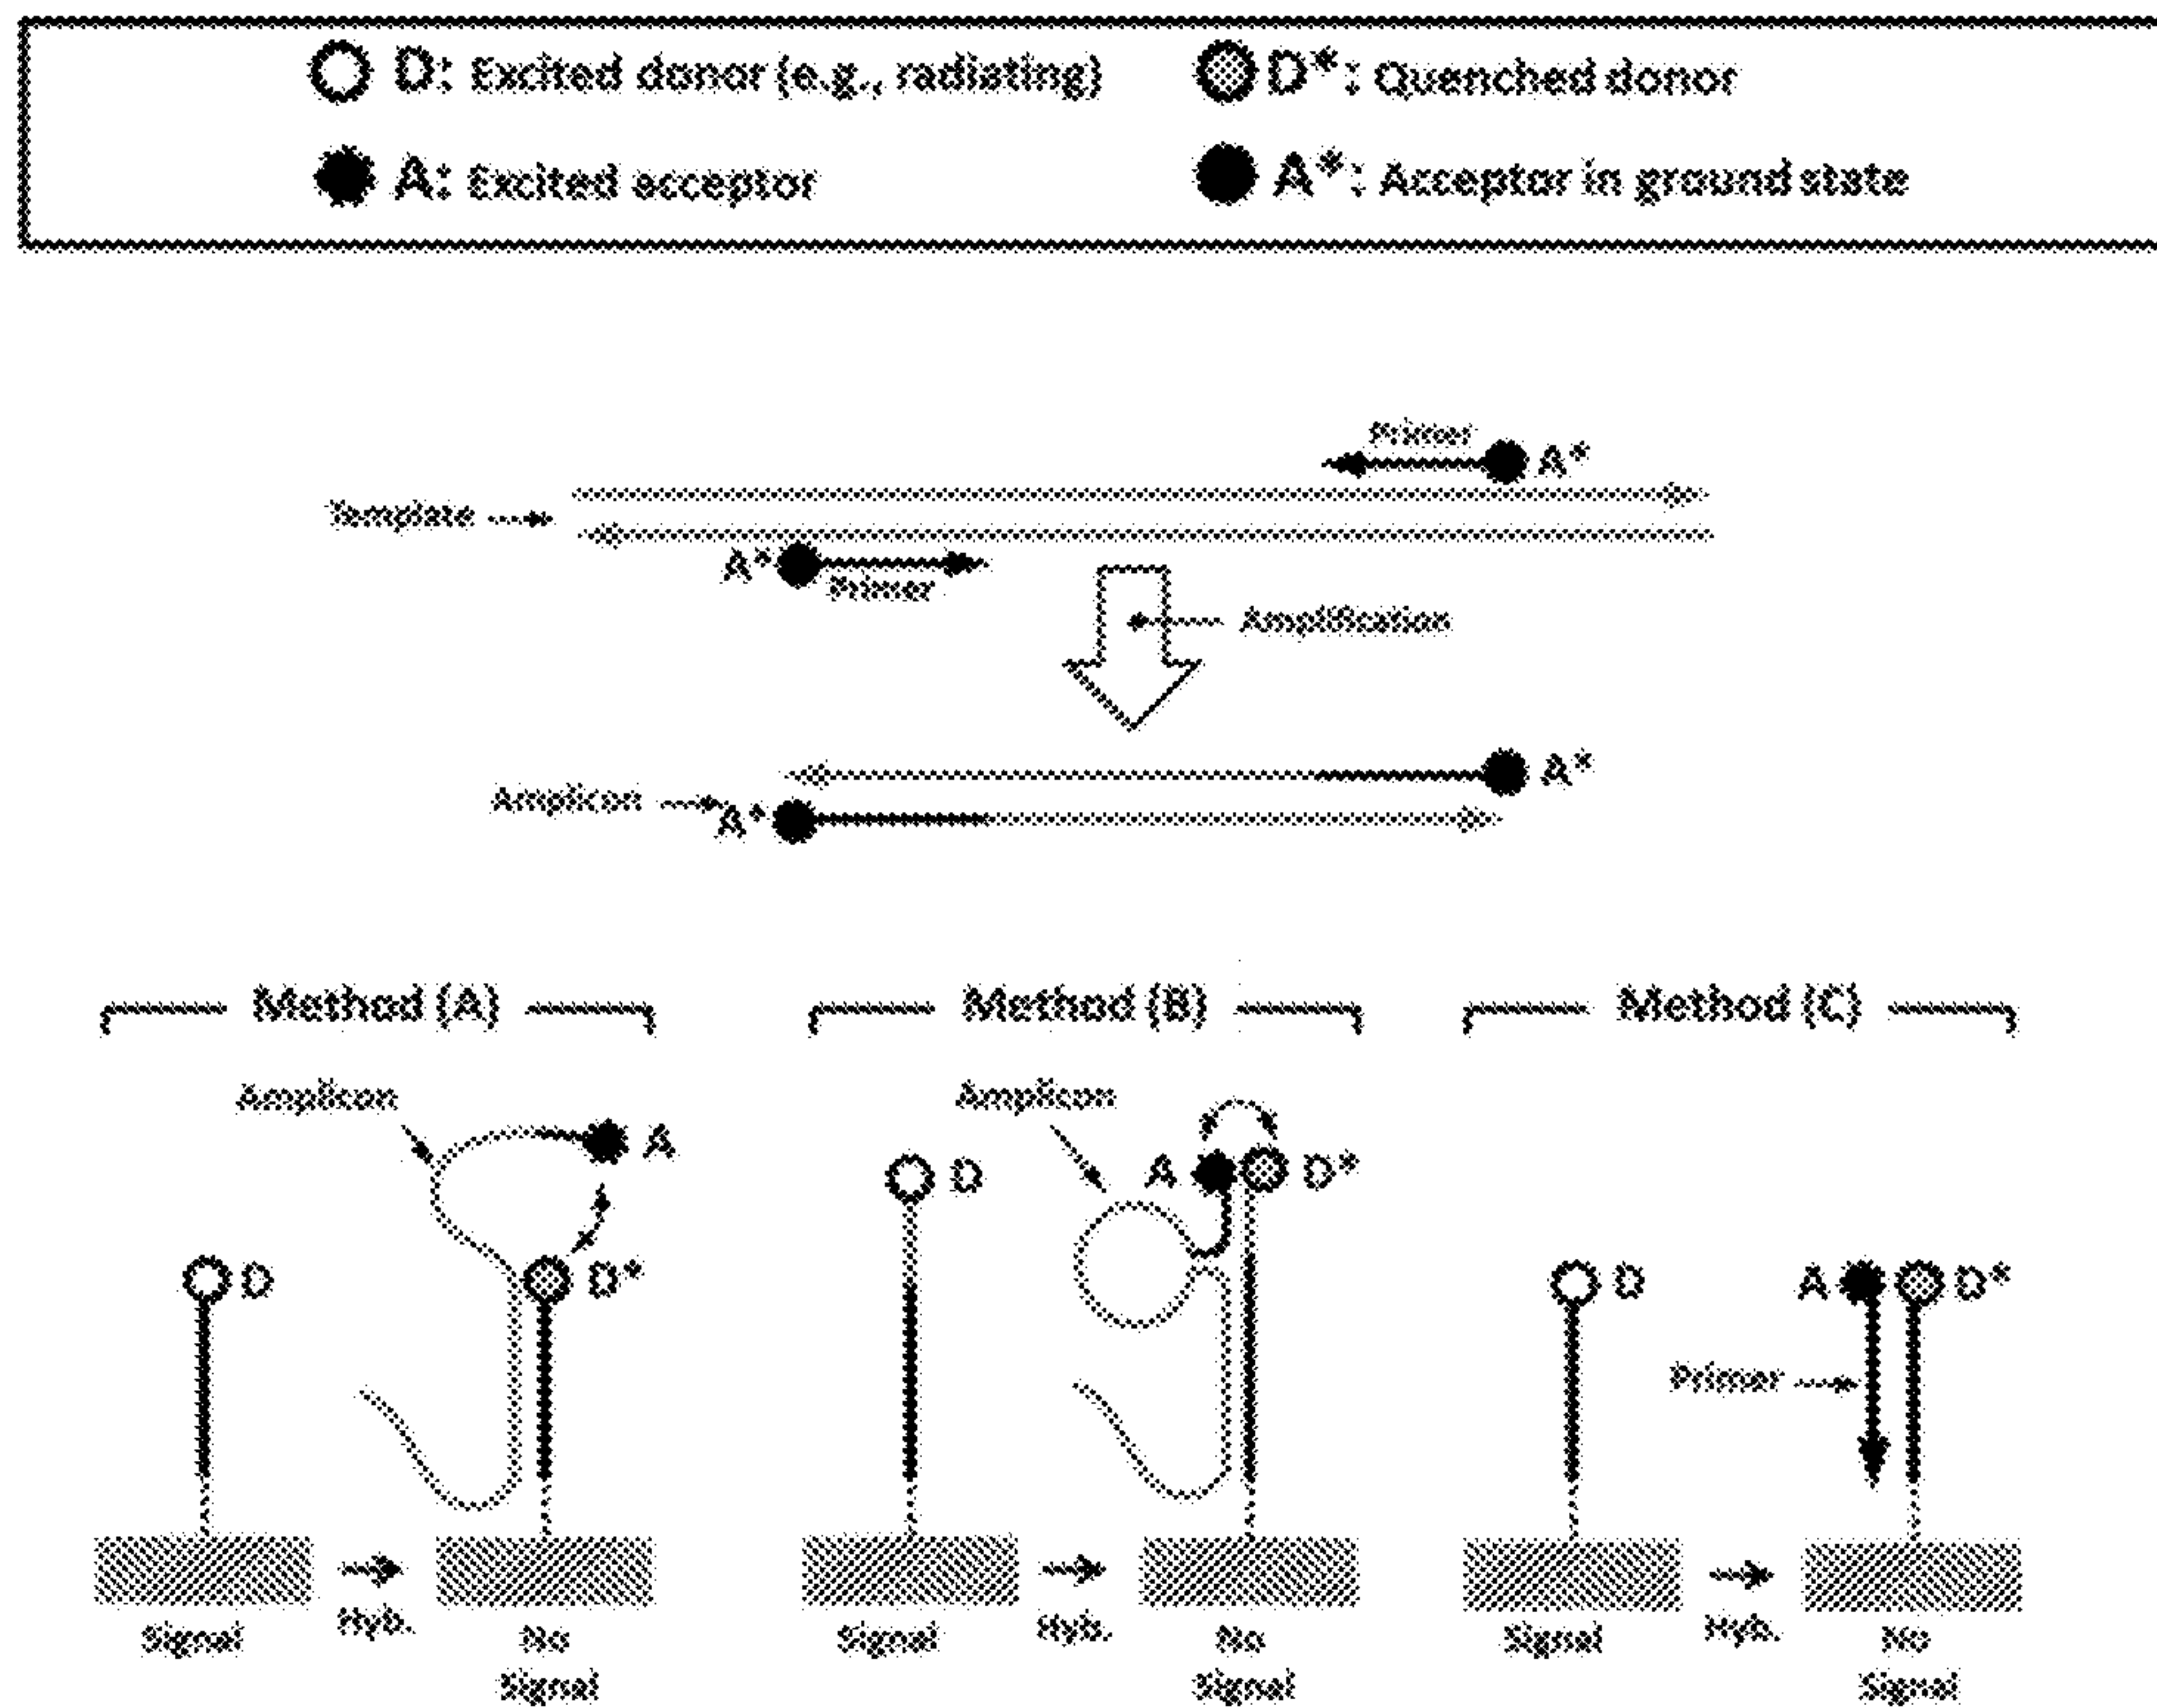 D: Excited donor (e.g., radiating)
D*: Quenched donor
A: Excited acceptor
A*: Acceptor in ground state
Primer
A*
Template
A*
Primer
Amplification
A*
Amplicon
A*
Method (A)
Method (B)
Method (C)
Amplicon
A
D
D*
Amplicon
D
A
D*
D
A
D*
Primer
Signal
Hyb.
No
Signal
Signal
Hyb.
No
Signal
Signal
Hyb.
No
Signal